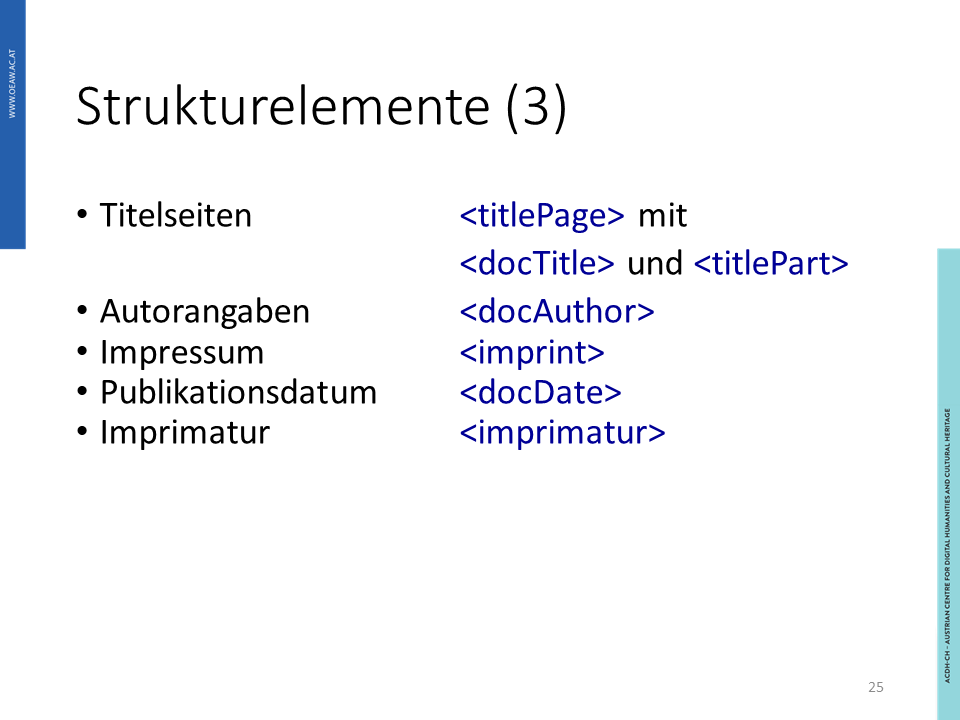 WWW.OEAW.AC.AT
Strukturelemente (3)
• Titelseiten <titlePage> mit
<docTitle> und <titlePart>
• Autorangaben <docAuthor>
• Impressum <imprint>
• Publikationsdatum <docDate>
• Imprimatur <imprimatur>
ACDH-CH – AUSTRIAN CENTRE FOR DIGITAL HUMANITIES AND CULTURAL HERITAGE
25